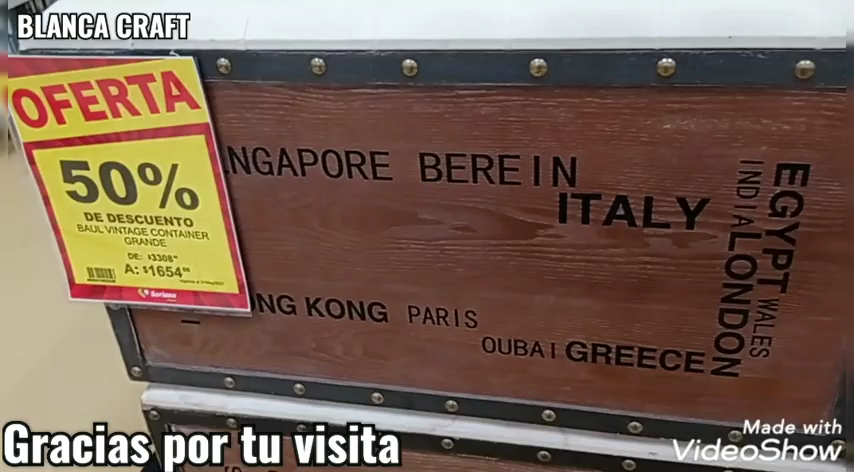 BLANCA CRAFT
OFERTA
50%
DE DESCUENTO
BAUL VINTAGE CONTAINER
GRANDE
DE: $3308
A: $1654
Soriana
NGAPORE BEREIN
ITALY
EGYPT WALES
INDIA LONDON
NG KONG PARIS
OUBAI GREECE
Gracias por tu visita
Made with
VideoShow